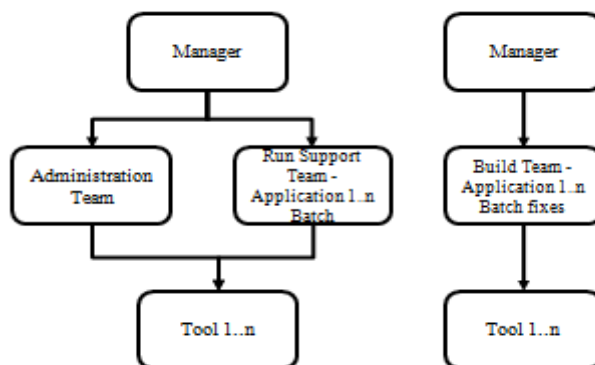 Manager
Manager
Administration
Team
Run Support
Team -
Application 1..n
Batch
Build Team -
Application 1..n
Batch fixes
Tool 1..n
Tool 1..n